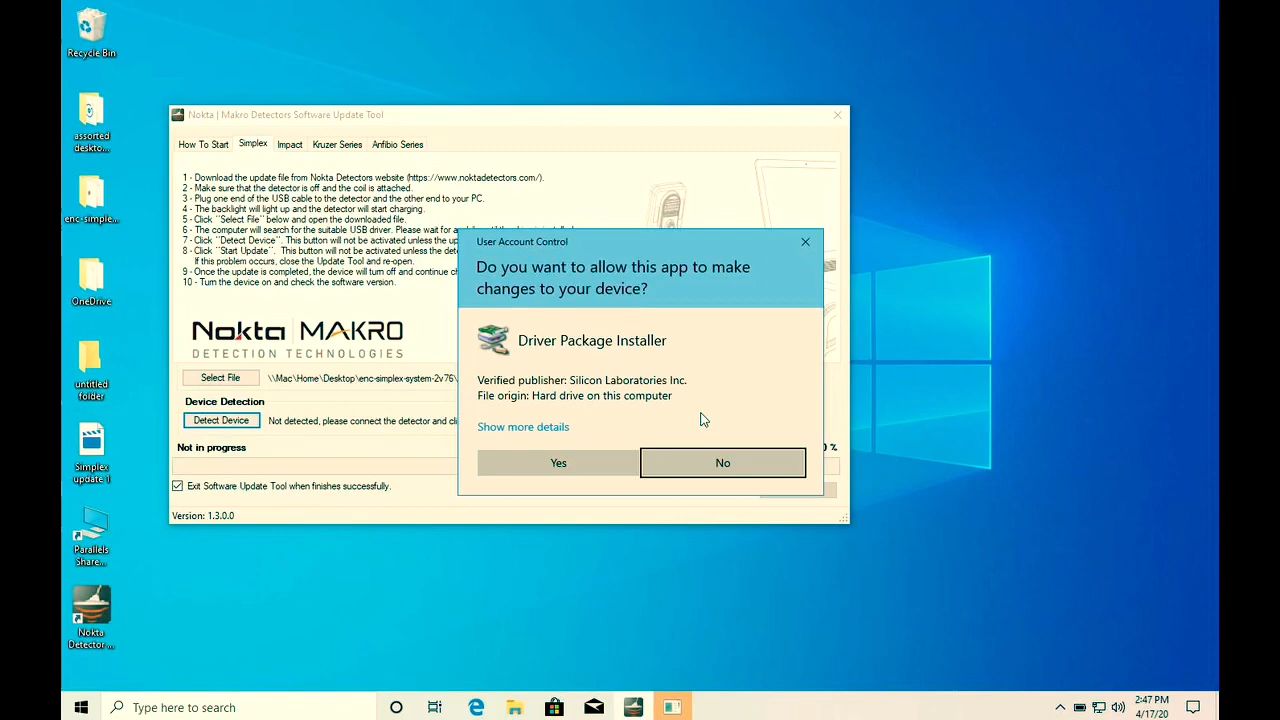 Recycle Bin
assorted
deskto...
enc-simple...
OneDrive
untitled
folder
Simplex
update 1
Parallels
Share...
Nokta
Detector ...
Nokta | Makro Detectors Software Update Tool
How To Start Simplex Impact Kruzer Series Anfibio Series
1 - Download the update file from Nokta Detectors website (https://www.noktadetectors.com/).
2 - Make sure that the detector is off and the coil is attached.
3 - Plug one end of the USB cable to the detector and the other end to your PC.
4 - The backlight will light up and the detector will start charging.
5 - Click ''Select File'' below and open the downloaded file.
6 - The computer will search for the suitable USB driver. Please wait for
7 - Click ''Detect Device''. This button will not be activated unless the
8 - Click ''Start Update''. This button will not be activated unless the
If this problem occurs, close the Update Tool and re-open.
9 - Once the update is completed, the device will turn off and continue
10 - Turn the device on and check the software version.
Nokta | MAKRO
DETECTION TECHNOLOGIES
Select File \\Mac\Home\Desktop\enc-simplex-system-2v76\
Device Detection
Detect Device Not detected, please connect the detector and
Not in progress %
Exit Software Update Tool when finishes successfully.
Version: 1.3.0.0
User Account Control
Do you want to allow this app to make
changes to your device?
Driver Package Installer
Verified publisher: Silicon Laboratories Inc.
File origin: Hard drive on this computer
Show more details
Yes No
Type here to search
2:47 PM
4/17/20